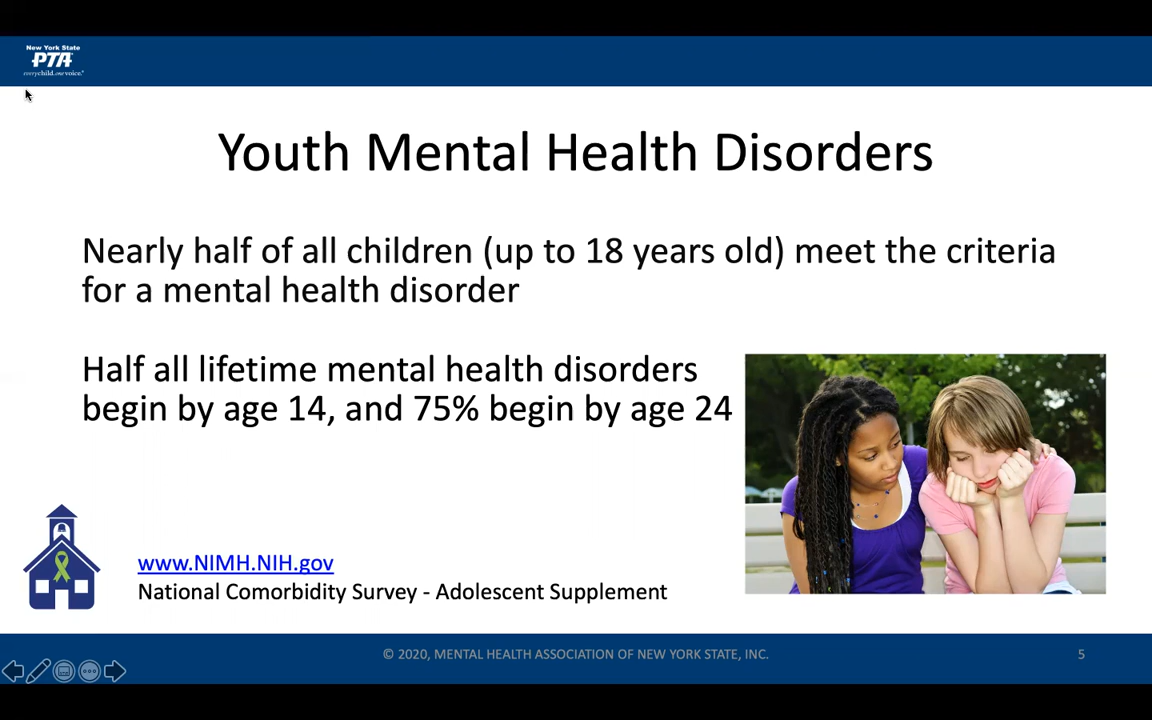 New York State
PTA
everychild.onevoice.®
Youth Mental Health Disorders
Nearly half of all children (up to 18 years old) meet the criteria
for a mental health disorder
Half all lifetime mental health disorders
begin by age 14, and 75% begin by age 24
www.NIMH.NIH.gov
National Comorbidity Survey - Adolescent Supplement
© 2020, MENTAL HEALTH ASSOCIATION OF NEW YORK STATE, INC.
5